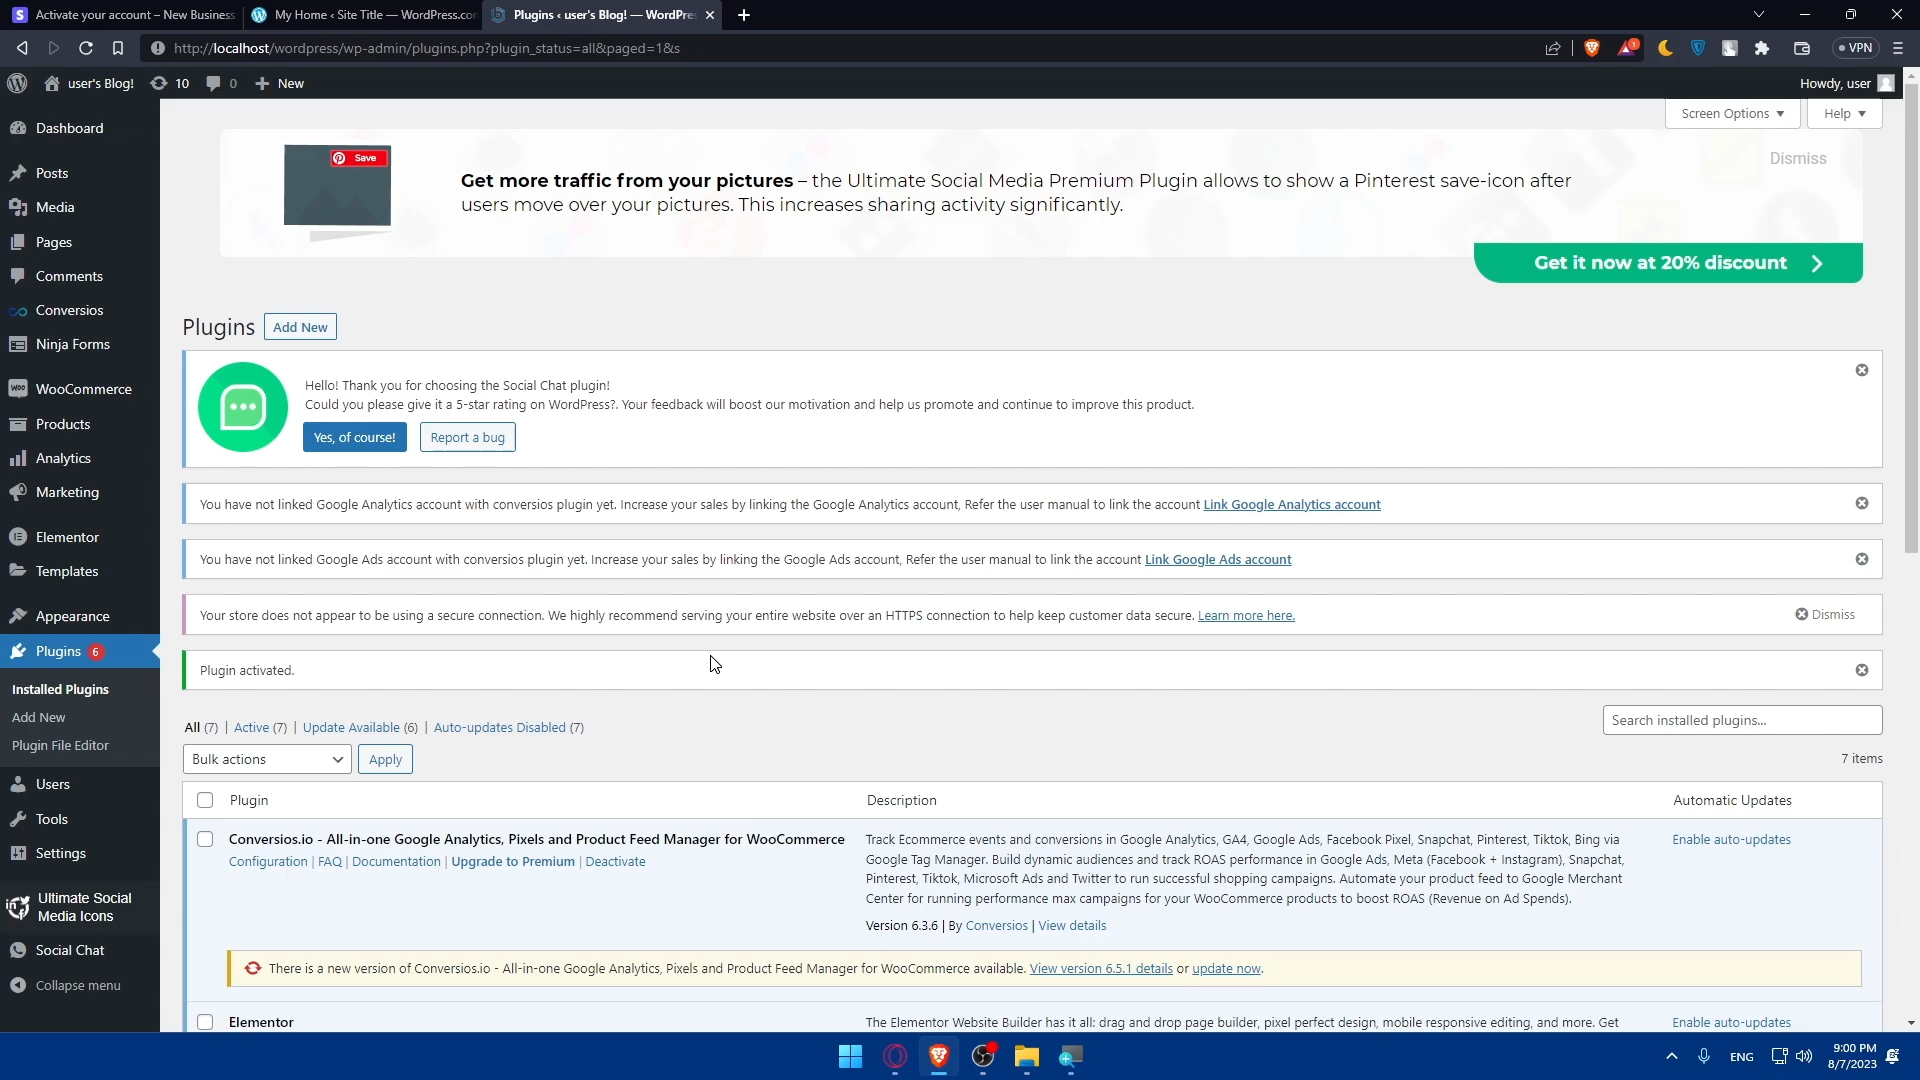 Activate your account – New Business
My Home ‹ Site Title — WordPress.com
Plugins ‹ user's Blog! — WordPre
http://localhost/wordpress/wp-admin/plugins.php?plugin_status=all&paged=1&s
1
VPN
user's Blog!
10
0
New
Howdy, user
Screen Options
Help
Dashboard
Posts
Media
Pages
Comments
Conversios
Ninja Forms
WooCommerce
Products
Analytics
Marketing
Elementor
Templates
Appearance
Plugins 6
Installed Plugins
Add New
Plugin File Editor
Users
Tools
Settings
Ultimate Social
Media Icons
Social Chat
Collapse menu
Save
Get more traffic from your pictures – the Ultimate Social Media Premium Plugin allows to show a Pinterest save-icon after
users move over your pictures. This increases sharing activity significantly.
Dismiss
Get it now at 20% discount
Plugins
Add New
Hello! Thank you for choosing the Social Chat plugin!
Could you please give it a 5-star rating on WordPress?. Your feedback will boost our motivation and help us promote and continue to improve this product.
Yes, of course!
Report a bug
You have not linked Google Analytics account with conversios plugin yet. Increase your sales by linking the Google Analytics account, Refer the user manual to link the account Link Google Analytics account
You have not linked Google Ads account with conversios plugin yet. Increase your sales by linking the Google Ads account, Refer the user manual to link the account Link Google Ads account
Your store does not appear to be using a secure connection. We highly recommend serving your entire website over an HTTPS connection to help keep customer data secure. Learn more here.
Dismiss
Plugin activated.
All (7) | Active (7) | Update Available (6) | Auto-updates Disabled (7)
Search installed plugins...
Bulk actions
Apply
7 items
Plugin
Description
Automatic Updates
Conversios.io - All-in-one Google Analytics, Pixels and Product Feed Manager for WooCommerce
Configuration | FAQ | Documentation | Upgrade to Premium | Deactivate
Track Ecommerce events and conversions in Google Analytics, GA4, Google Ads, Facebook Pixel, Snapchat, Pinterest, Tiktok, Bing via
Google Tag Manager. Build dynamic audiences and track ROAS performance in Google Ads, Meta (Facebook + Instagram), Snapchat,
Pinterest, Tiktok, Microsoft Ads and Twitter to run successful shopping campaigns. Automate your product feed to Google Merchant
Center for running performance max campaigns for your WooCommerce products to boost ROAS (Revenue on Ad Spends).
Version 6.3.6 | By Conversios | View details
Enable auto-updates
There is a new version of Conversios.io - All-in-one Google Analytics, Pixels and Product Feed Manager for WooCommerce available. View version 6.5.1 details or update now.
Elementor
The Elementor Website Builder has it all: drag and drop page builder, pixel perfect design, mobile responsive editing, and more. Get
Enable auto-updates
ENG
9:00 PM
8/7/2023